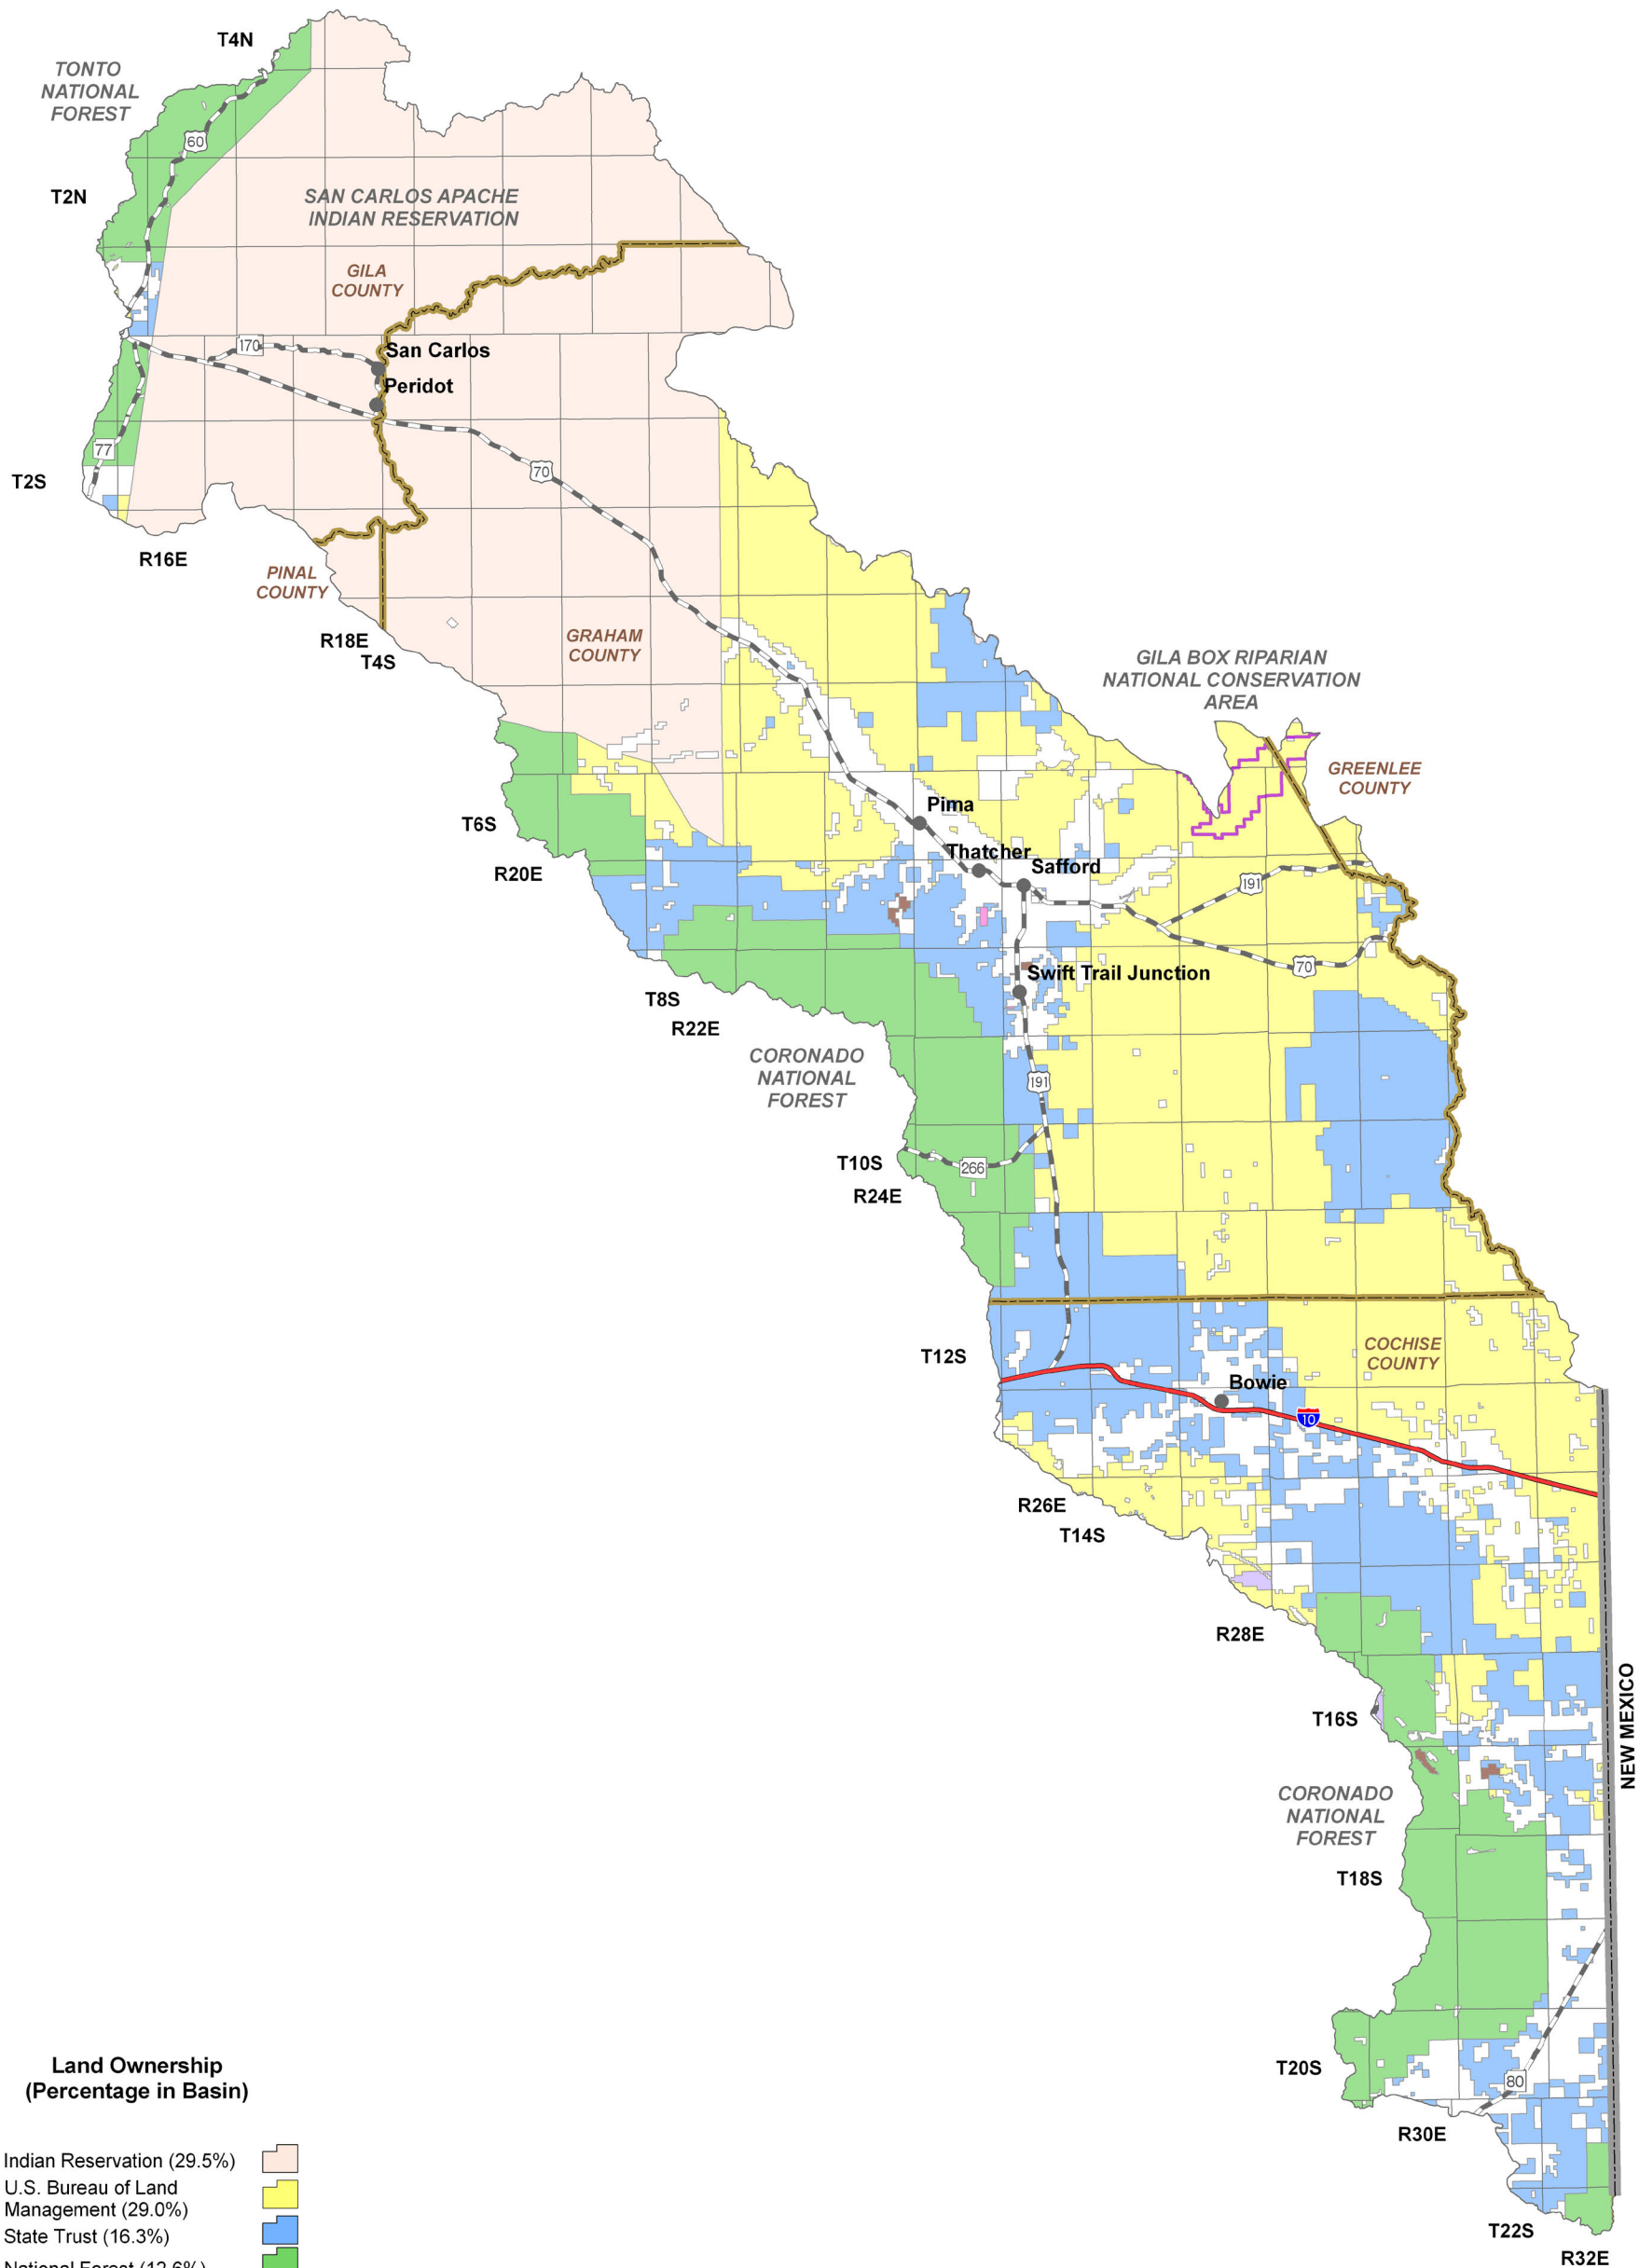 T4N
TONTO
NATIONAL
FOREST
60
T2N
SAN CARLOS APACHE
INDIAN RESERVATION
GILA
COUNTY
170
San Carlos
Peridot
77
70
T2S
R16E
PINAL
COUNTY
R18E
T4S
GRAHAM
COUNTY
GILA BOX RIPARIAN
NATIONAL CONSERVATION
AREA
GREENLEE
COUNTY
Pima
T6S
Thatcher
Safford
R20E
191
70
Swift Trail Junction
T8S
R22E
CORONADO
NATIONAL
FOREST
191
T10S
266
R24E
COCHISE
COUNTY
T12S
Bowie
10
R26E
T14S
R28E
NEW MEXICO
T16S
CORONADO
NATIONAL
FOREST
T18S
T20S
80
R30E
T22S
R32E
Land Ownership
(Percentage in Basin)
Indian Reservation (29.5%)
U.S. Bureau of Land
Management (29.0%)
State Trust (16.3%)
National Forest (12.6%)